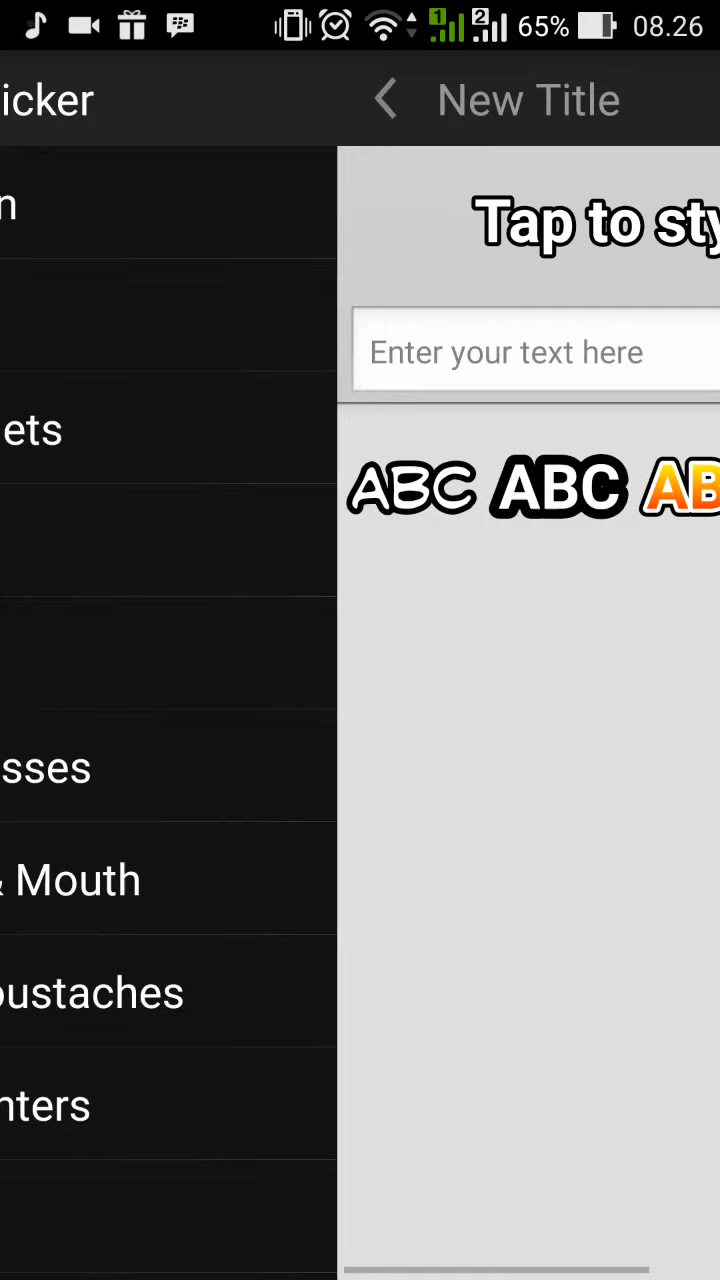 65% 08.26
icker
New Title
n
Tap to sty
Enter your text here
ets
ABC ABC AB
sses
& Mouth
oustaches
nters